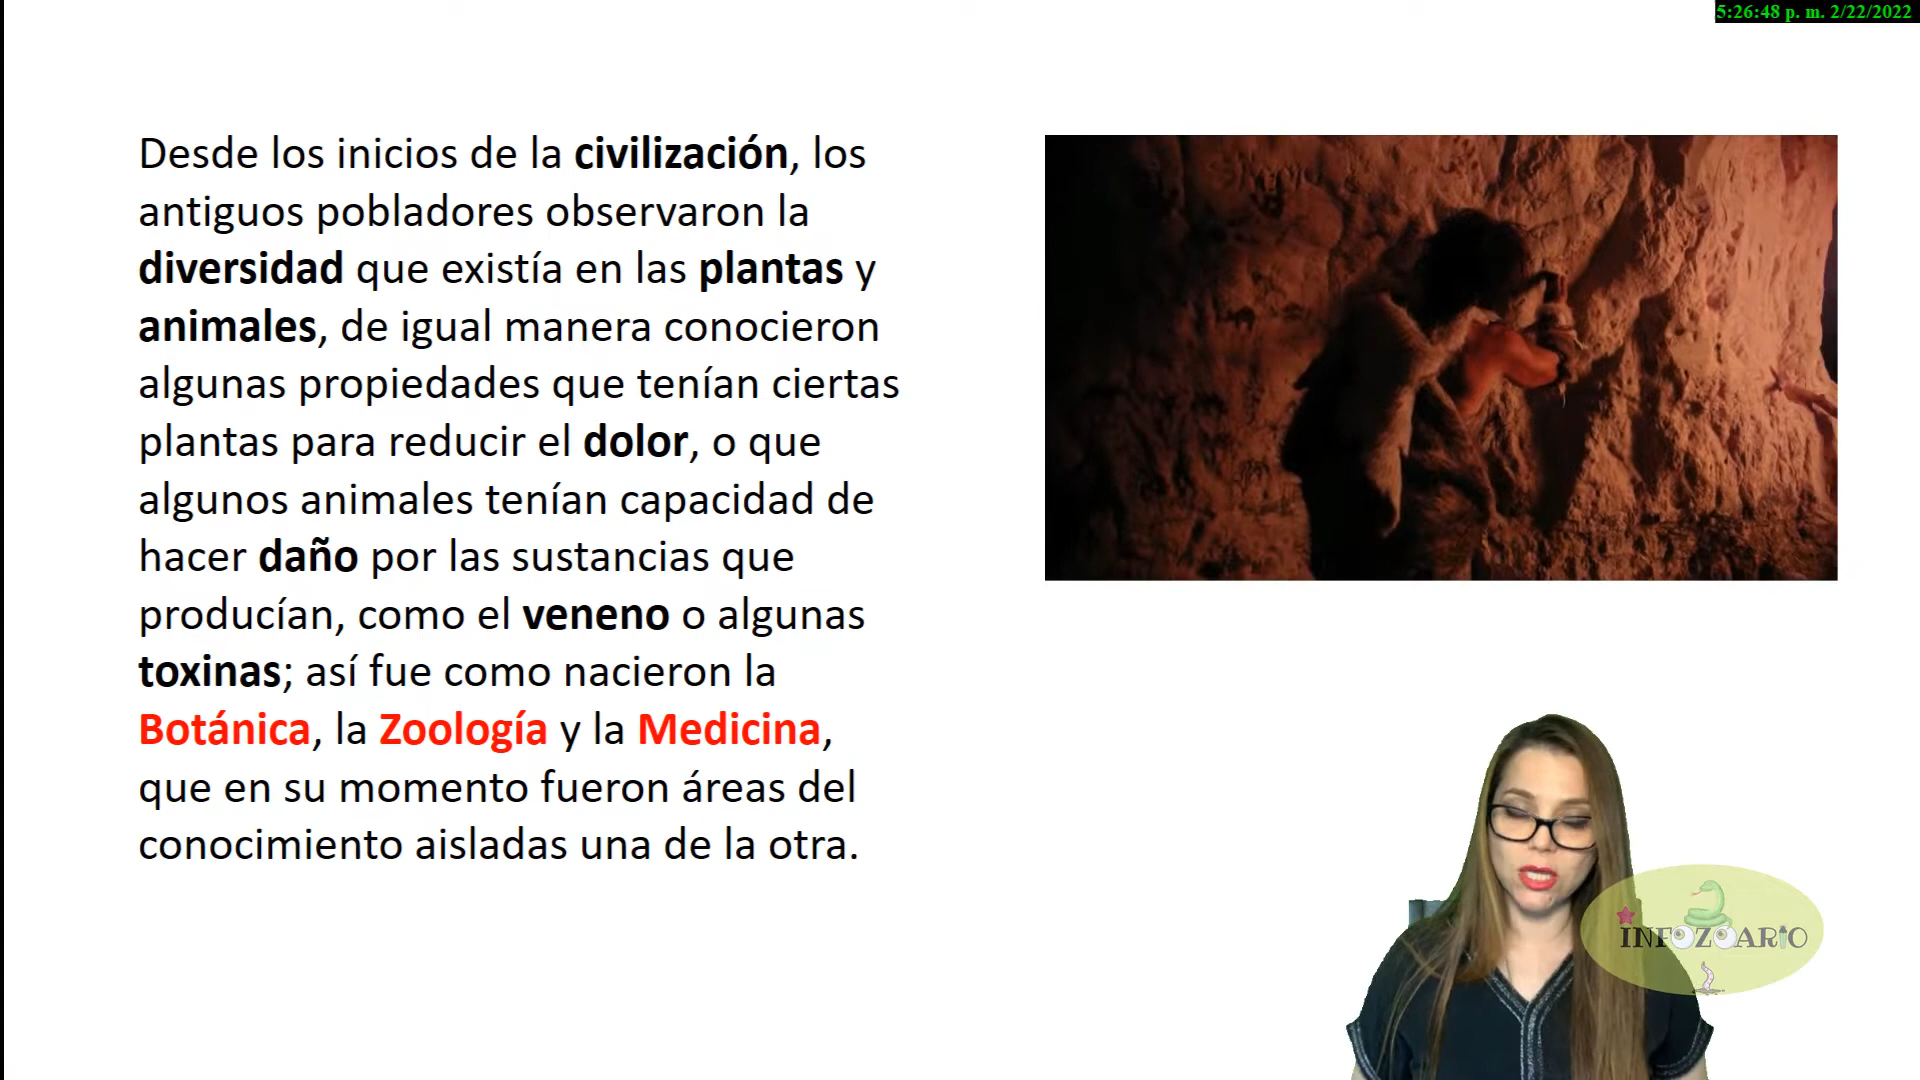 5:26:48 p. m. 2/22/2022
Desde los inicios de la civilización, los
antiguos pobladores observaron la
diversidad que existía en las plantas y
animales, de igual manera conocieron
algunas propiedades que tenían ciertas
plantas para reducir el dolor, o que
algunos animales tenían capacidad de
hacer daño por las sustancias que
producían, como el veneno o algunas
toxinas; así fue como nacieron la
Botánica, la Zoología y la Medicina,
que en su momento fueron áreas del
conocimiento aisladas una de la otra.
INFOZOARIO